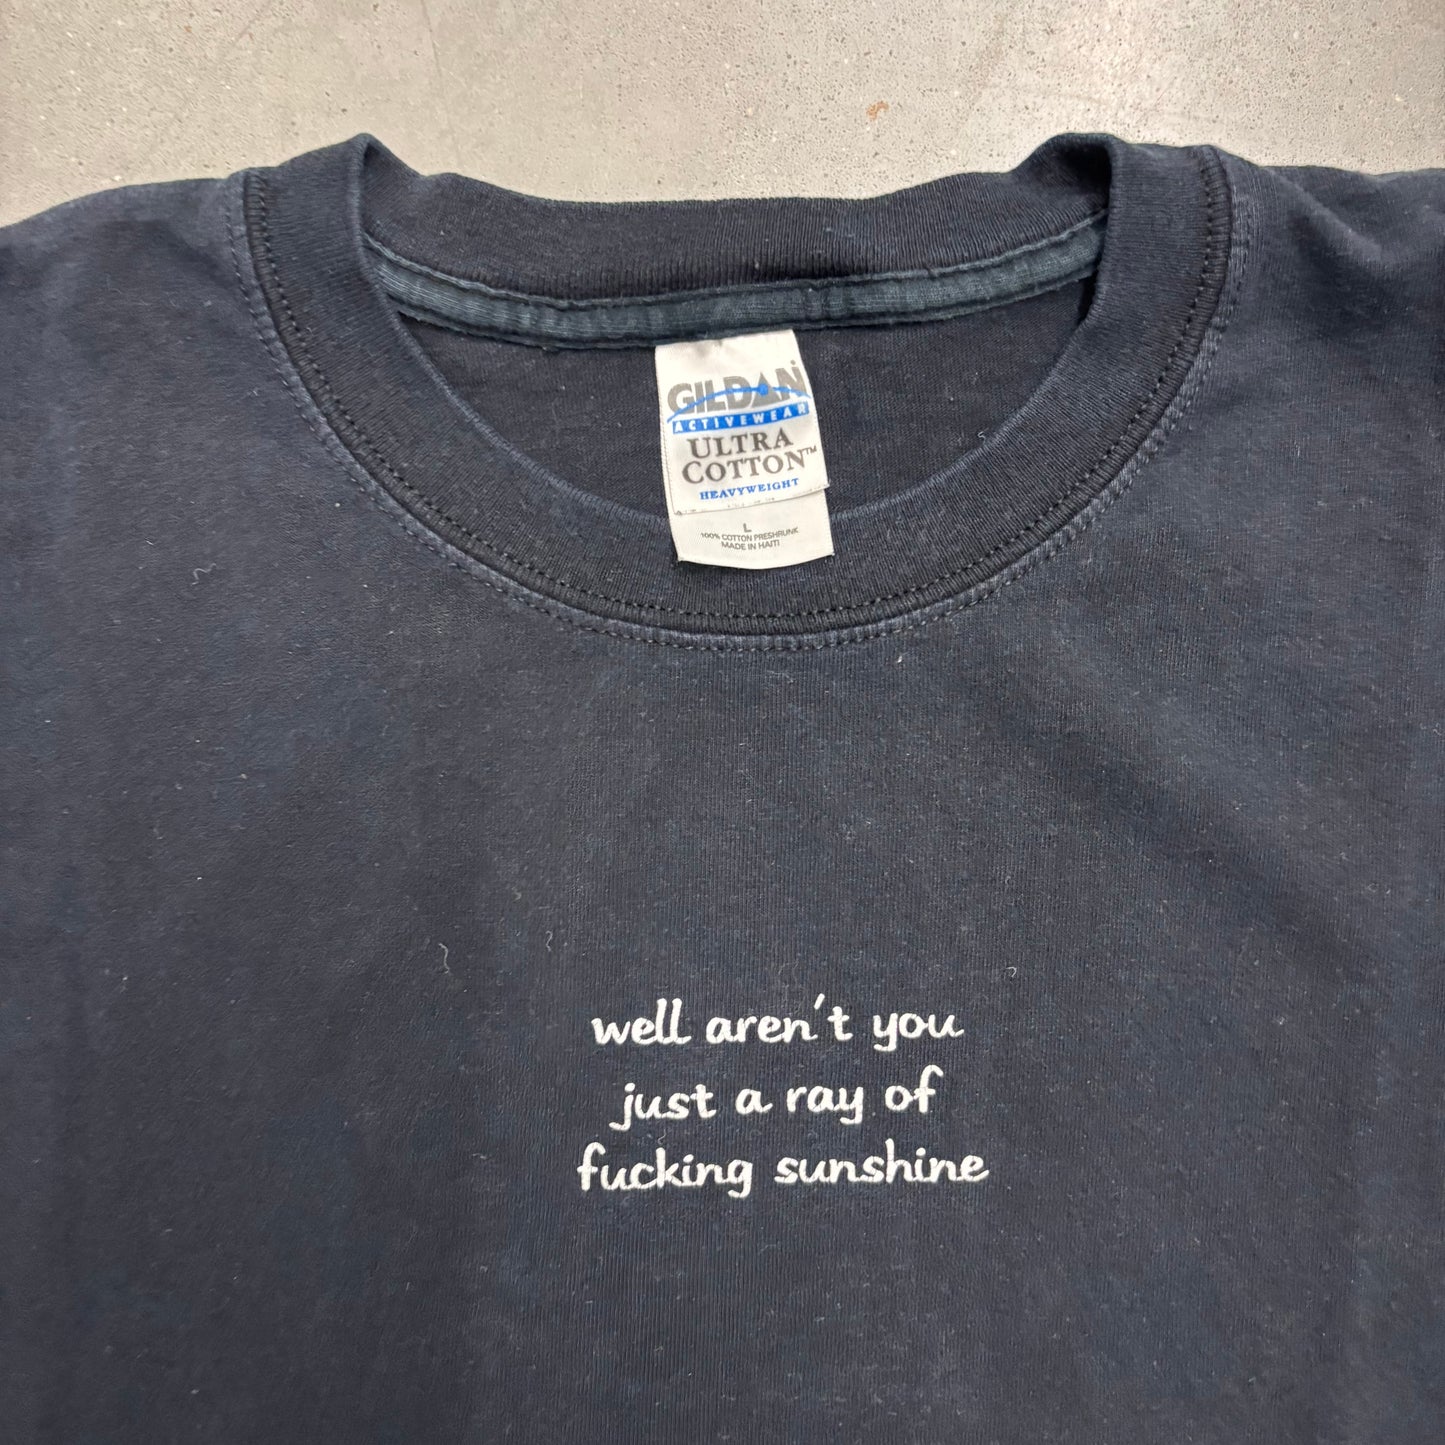 GILDAN
ACTIVEWEAR
ULTRA
COTTON™
HEAVYWEIGHT
L
100% COTTON PRESHRUNK
MADE IN HAITI
well aren't you
just a ray of
fucking sunshine